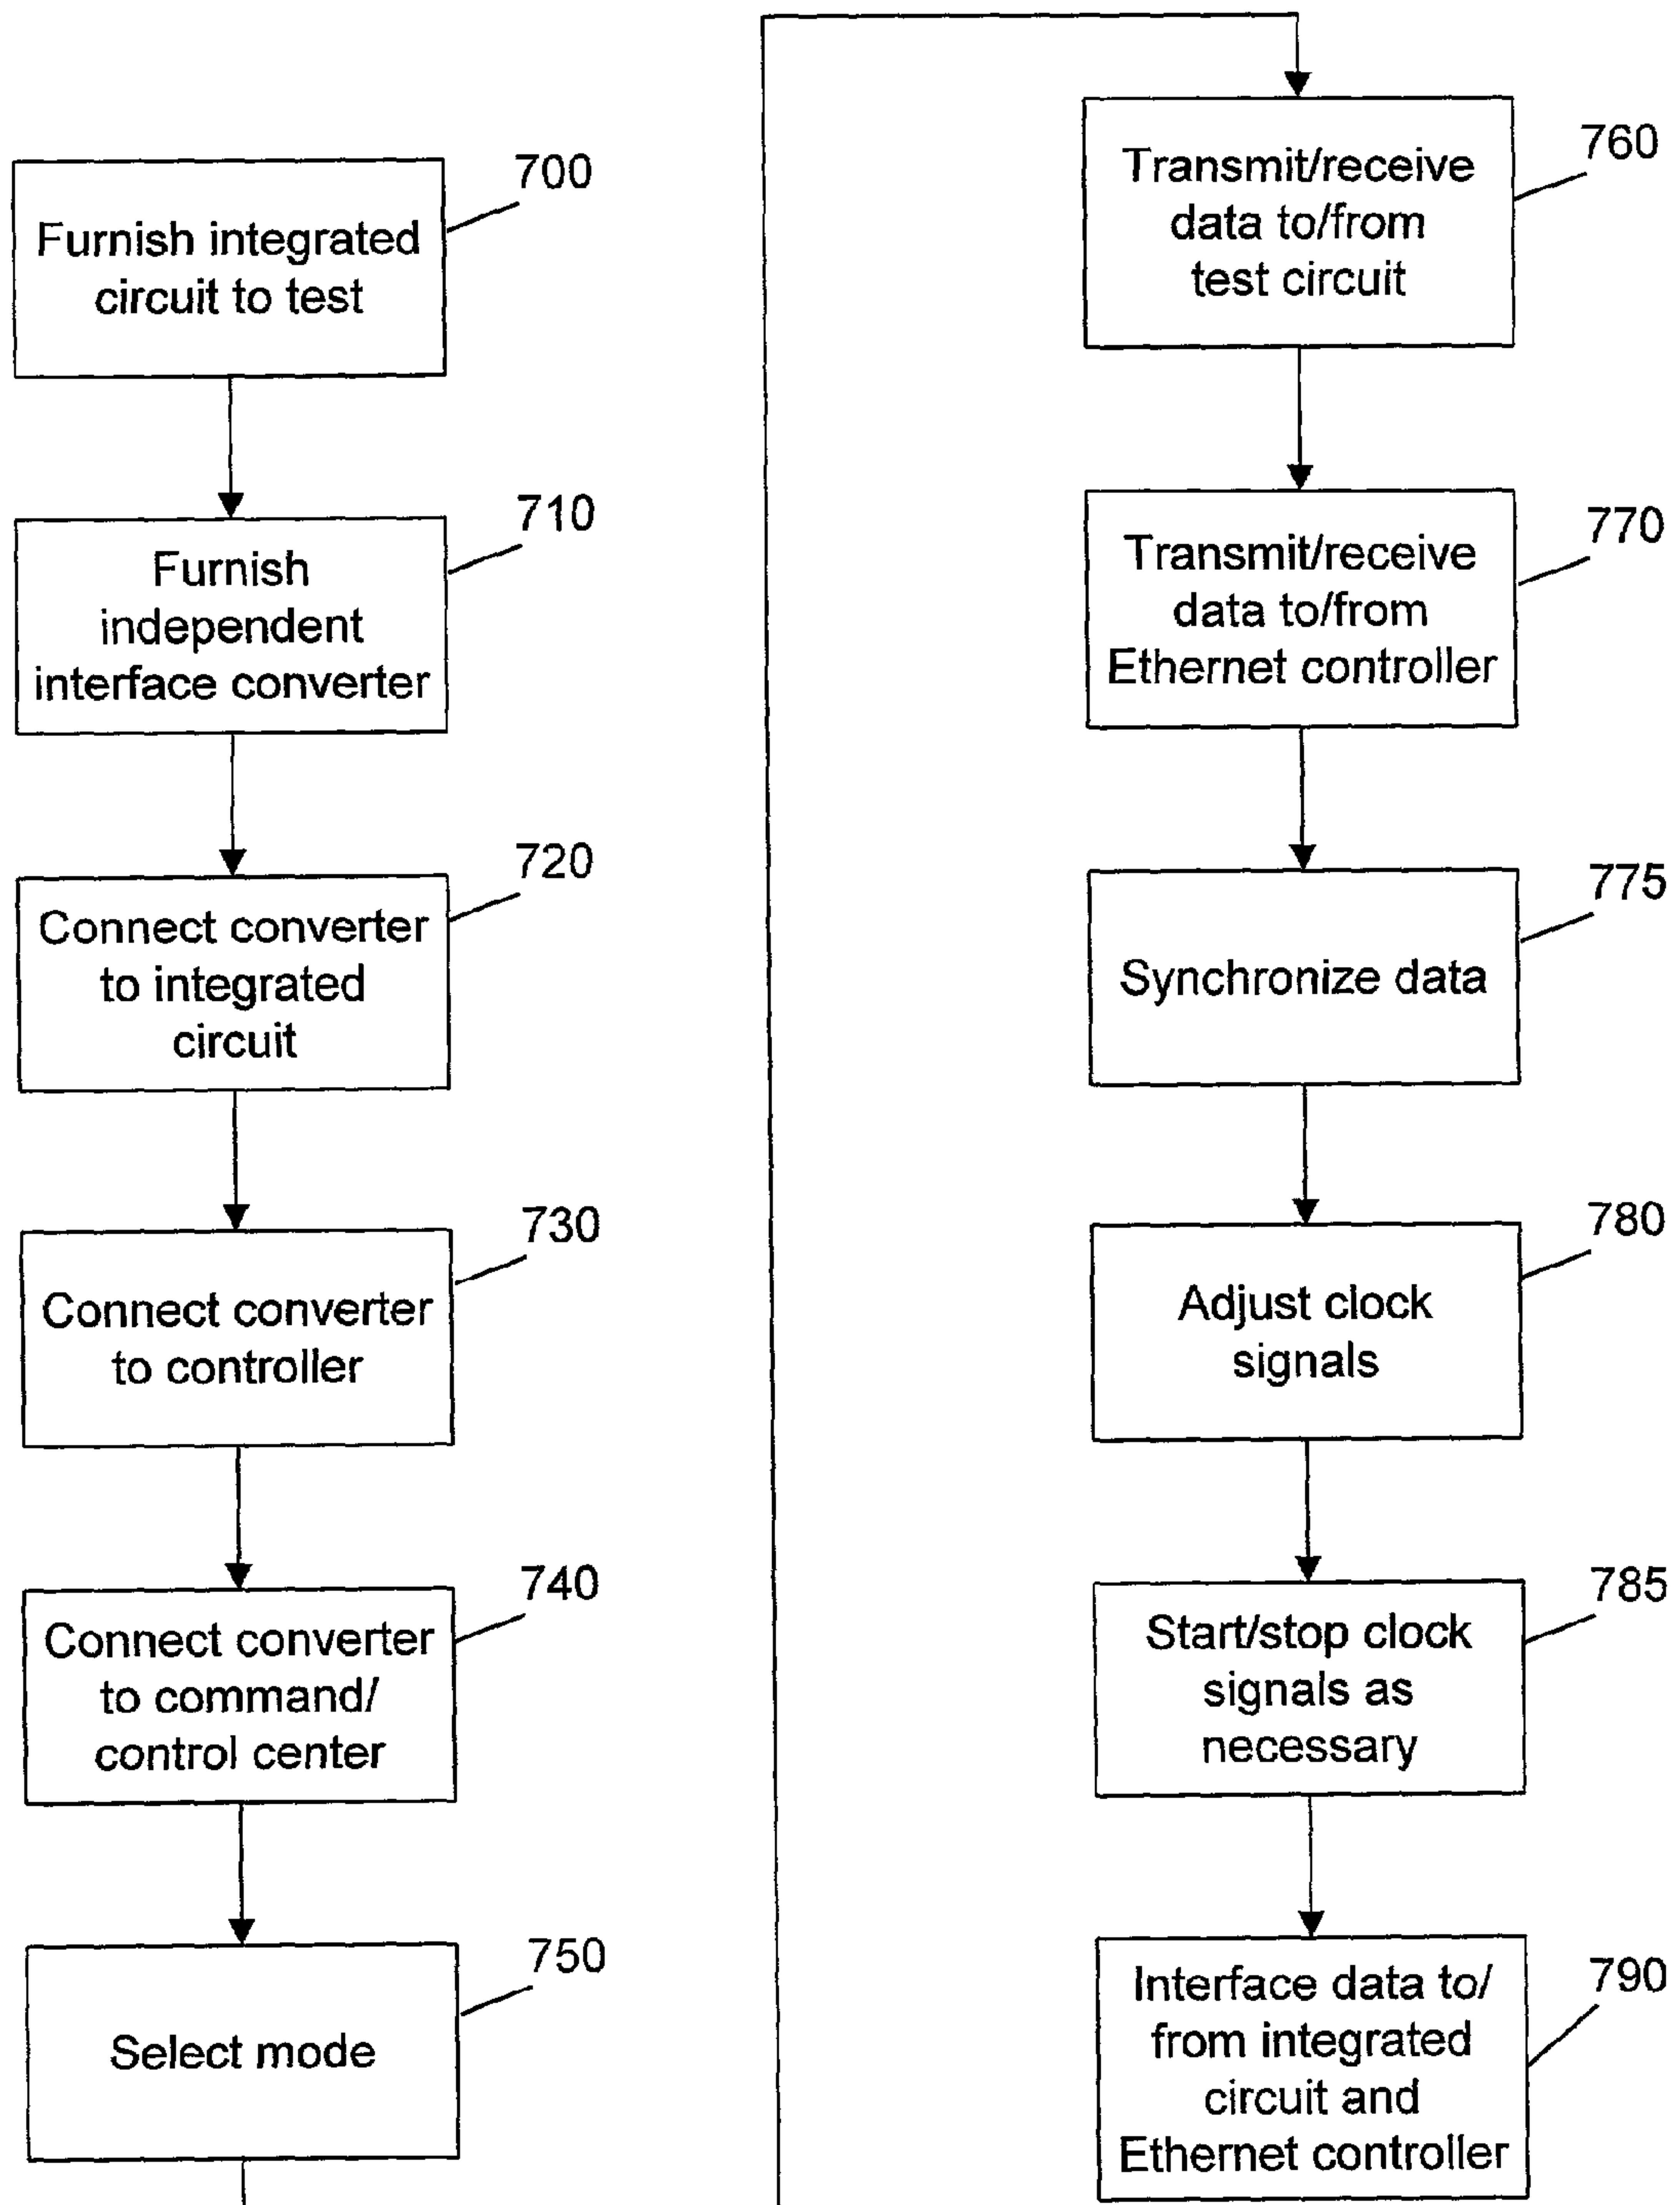 700
Furnish integrated
circuit to test
710
Furnish
independent
interface converter
720
Connect converter
to integrated
circuit
730
Connect converter
to controller
740
Connect converter
to command/
control center
750
Select mode
760
Transmit/receive
data to/from
test circuit
770
Transmit/receive
data to/from
Ethernet controller
775
Synchronize data
780
Adjust clock
signals
785
Start/stop clock
signals as
necessary
790
Interface data to/
from integrated
circuit and
Ethernet controller